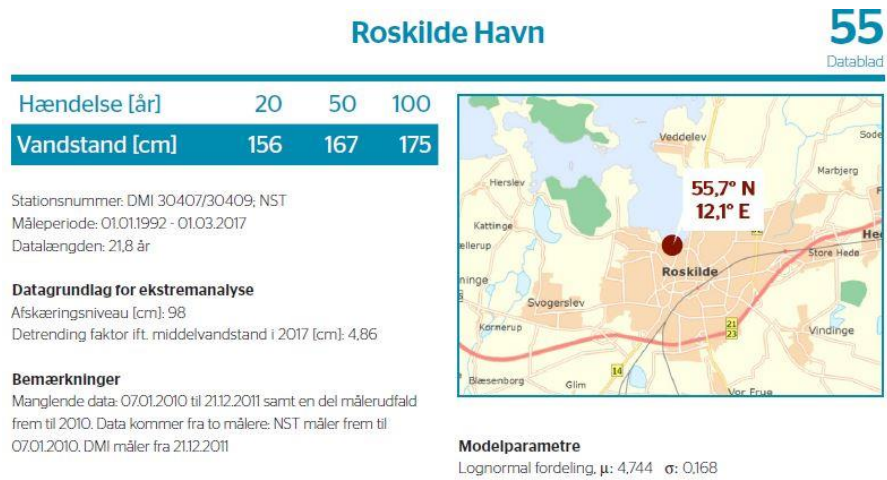 Roskilde Havn
55
Datablad
Hændelse [år] 20 50 100
Vandstand [cm] 156 167 175
Stationsnummer: DMI 30407/30409; NST
Måleperiode: 01.01.1992 - 01.03.2017
Datalængden: 21,8 år
Datagrundlag for ekstremanalyse
Afskæringsniveau [cm]: 98
Detrending faktor ift. middelvandstand i 2017 [cm]: 4,86
Bemærkninger
Manglende data: 07.01.2010 til 21.12.2011 samt en del målerudfald
frem til 2010. Data kommer fra to målere: NST måler frem til
07.01.2010. DMI måler fra 21.12.2011
Veddelev
Sode
Marbjerg
Herslev
55,7° N
12,1° E
Kattinge
ellerup
He
Store Hede
Roskilde
ninge
Svogerslev
Kornerup
21
23
Vindinge
14
Blæsenborg
Glim
Vor Frue
Modelparametre
Lognormal fordeling, μ: 4,744 σ: 0,168